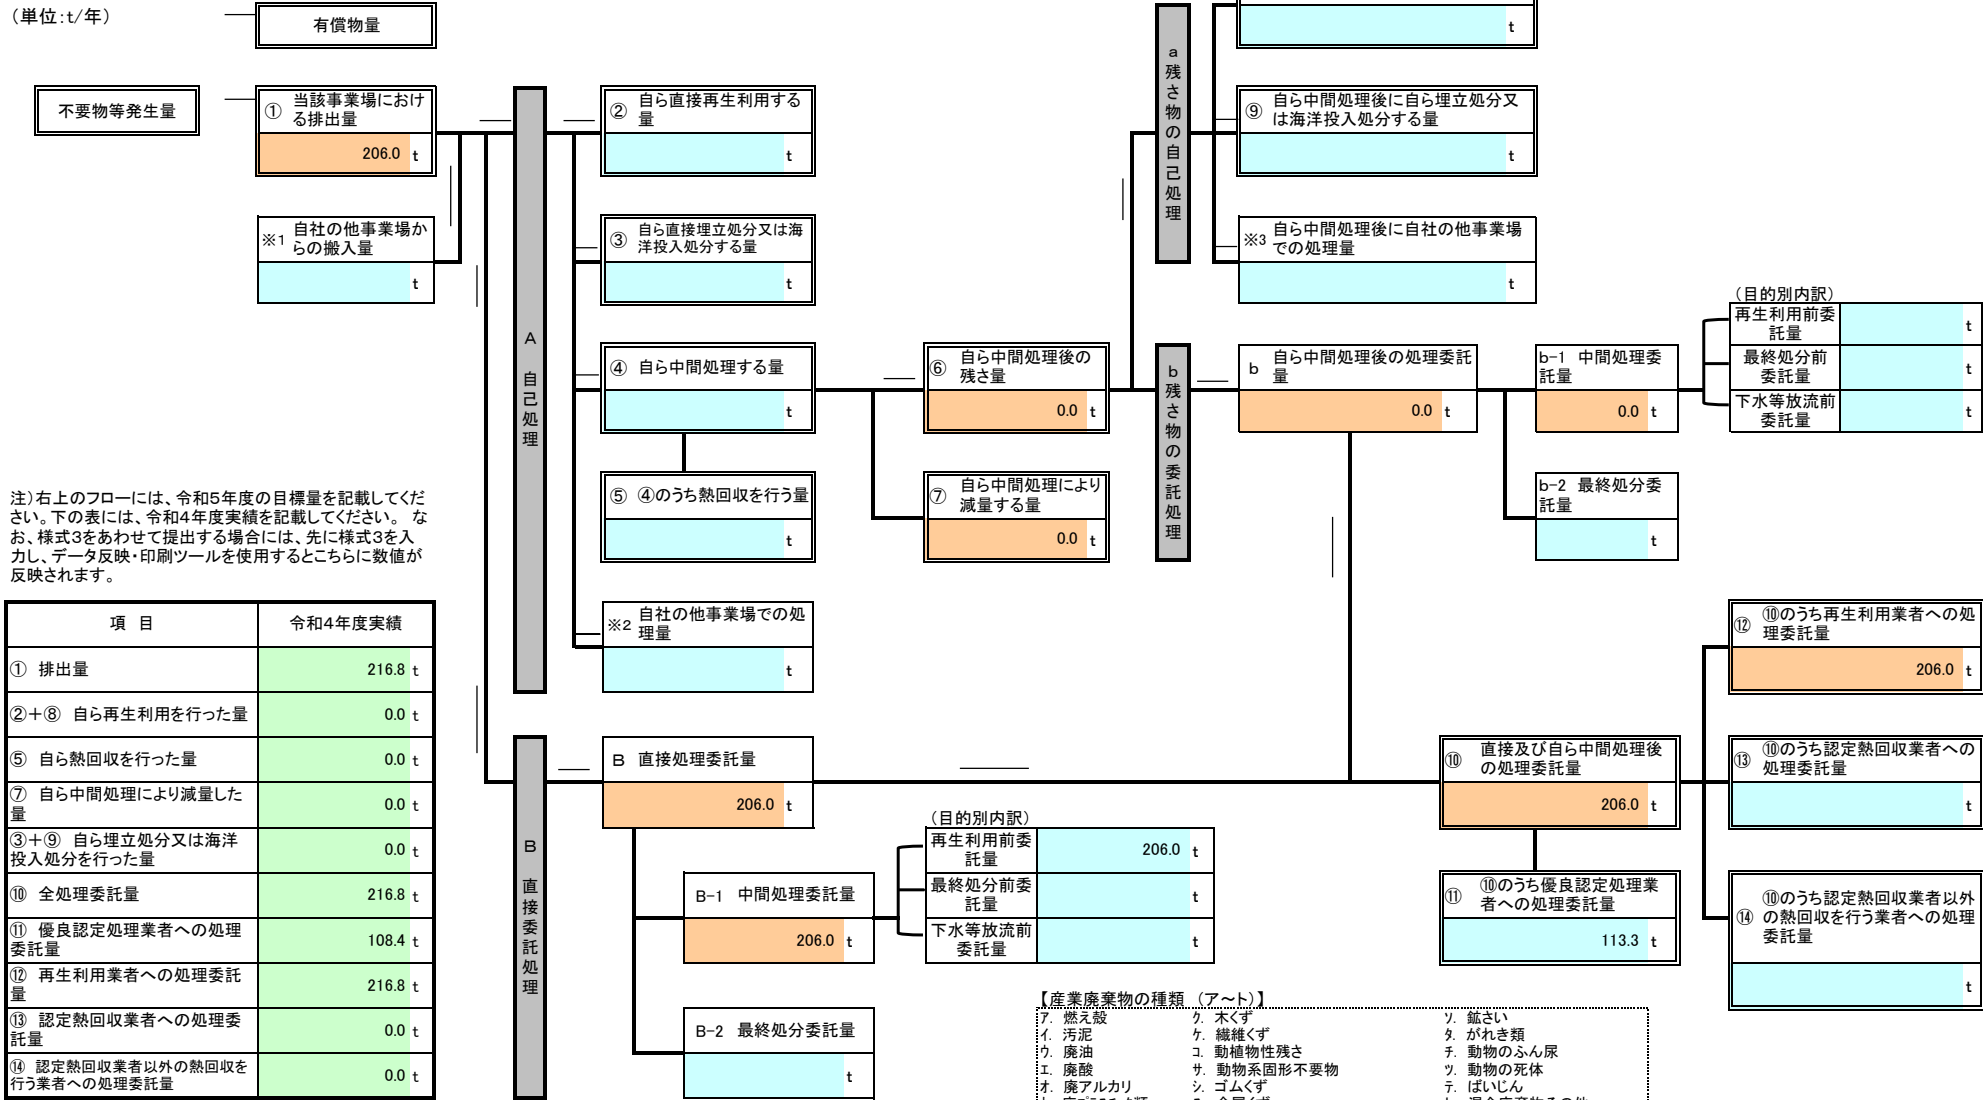 （単位：t/年）
有償物量
t
不要物等発生量
① 当該事業場におけ
る排出量
206.0 t
※1 自社の他事業場か
らの搬入量
t
A 自己処理
② 自ら直接再生利用する
量
t
③ 自ら直接埋立処分又は海
洋投入処分する量
t
④ 自ら中間処理する量
t
⑤ ④のうち熱回収を行う量
t
※2 自社の他事業場での処
理量
t
⑥ 自ら中間処理後の
残さ量
0.0 t
⑦ 自ら中間処理により
減量する量
0.0 t
a 残さ物の自己処理
⑨ 自ら中間処理後に自ら埋立処分又
は海洋投入処分する量
t
※3 自ら中間処理後に自社の他事業場
での処理量
t
b 残さ物の委託処理
b 自ら中間処理後の処理委託
量
0.0 t
b-1 中間処理委
託量
0.0 t
（目的別内訳）
再生利用前委
託量
t
最終処分前
委託量
t
下水等放流前
委託量
t
b-2 最終処分委
託量
t
注）右上のフローには、令和5年度の目標量を記載してくだ
さい。下の表には、令和4年度実績を記載してください。 な
お、様式3をあわせて提出する場合には、先に様式3を入
力し、データ反映・印刷ツールを使用するとこちらに数値が
反映されます。
項 目 令和4年度実績
① 排出量 216.8 t
②＋⑧ 自ら再生利用を行った量 0.0 t
⑤ 自ら熱回収を行った量 0.0 t
⑦ 自ら中間処理により減量した
量 0.0 t
③＋⑨ 自ら埋立処分又は海洋
投入処分を行った量 0.0 t
⑩ 全処理委託量 216.8 t
⑪ 優良認定処理業者への処理
委託量 108.4 t
⑫ 再生利用業者への処理委託
量 216.8 t
⑬ 認定熱回収業者への処理委
託量 0.0 t
⑭ 認定熱回収業者以外の熱回収を
行う業者への処理委託量 0.0 t
B 直接委託処理
B 直接処理委託量
206.0 t
B-1 中間処理委託量
206.0 t
（目的別内訳）
再生利用前委
託量
206.0 t
最終処分前委
託量
t
下水等放流前
委託量
t
B-2 最終処分委託量
t
⑩ 直接及び自ら中間処理後
の処理委託量
206.0 t
⑪ ⑩のうち優良認定処理業
者への処理委託量
113.3 t
⑫ ⑩のうち再生利用業者への処
理委託量
206.0 t
⑬ ⑩のうち認定熱回収業者への
処理委託量
t
⑭ ⑩のうち認定熱回収業者以外
の熱回収を行う業者への処理
委託量
t
【産業廃棄物の種類 （ア～ト）】
ア. 燃え殻 ク. 木くず ソ. 鉱さい
イ. 汚泥 ケ. 繊維くず タ. がれき類
ウ. 廃油 コ. 動植物性残さ チ. 動物のふん尿
エ. 廃酸 サ. 動物系固形不要物 ツ. 動物の死体
オ. 廃アルカリ シ. ゴムくず テ. ばいじん